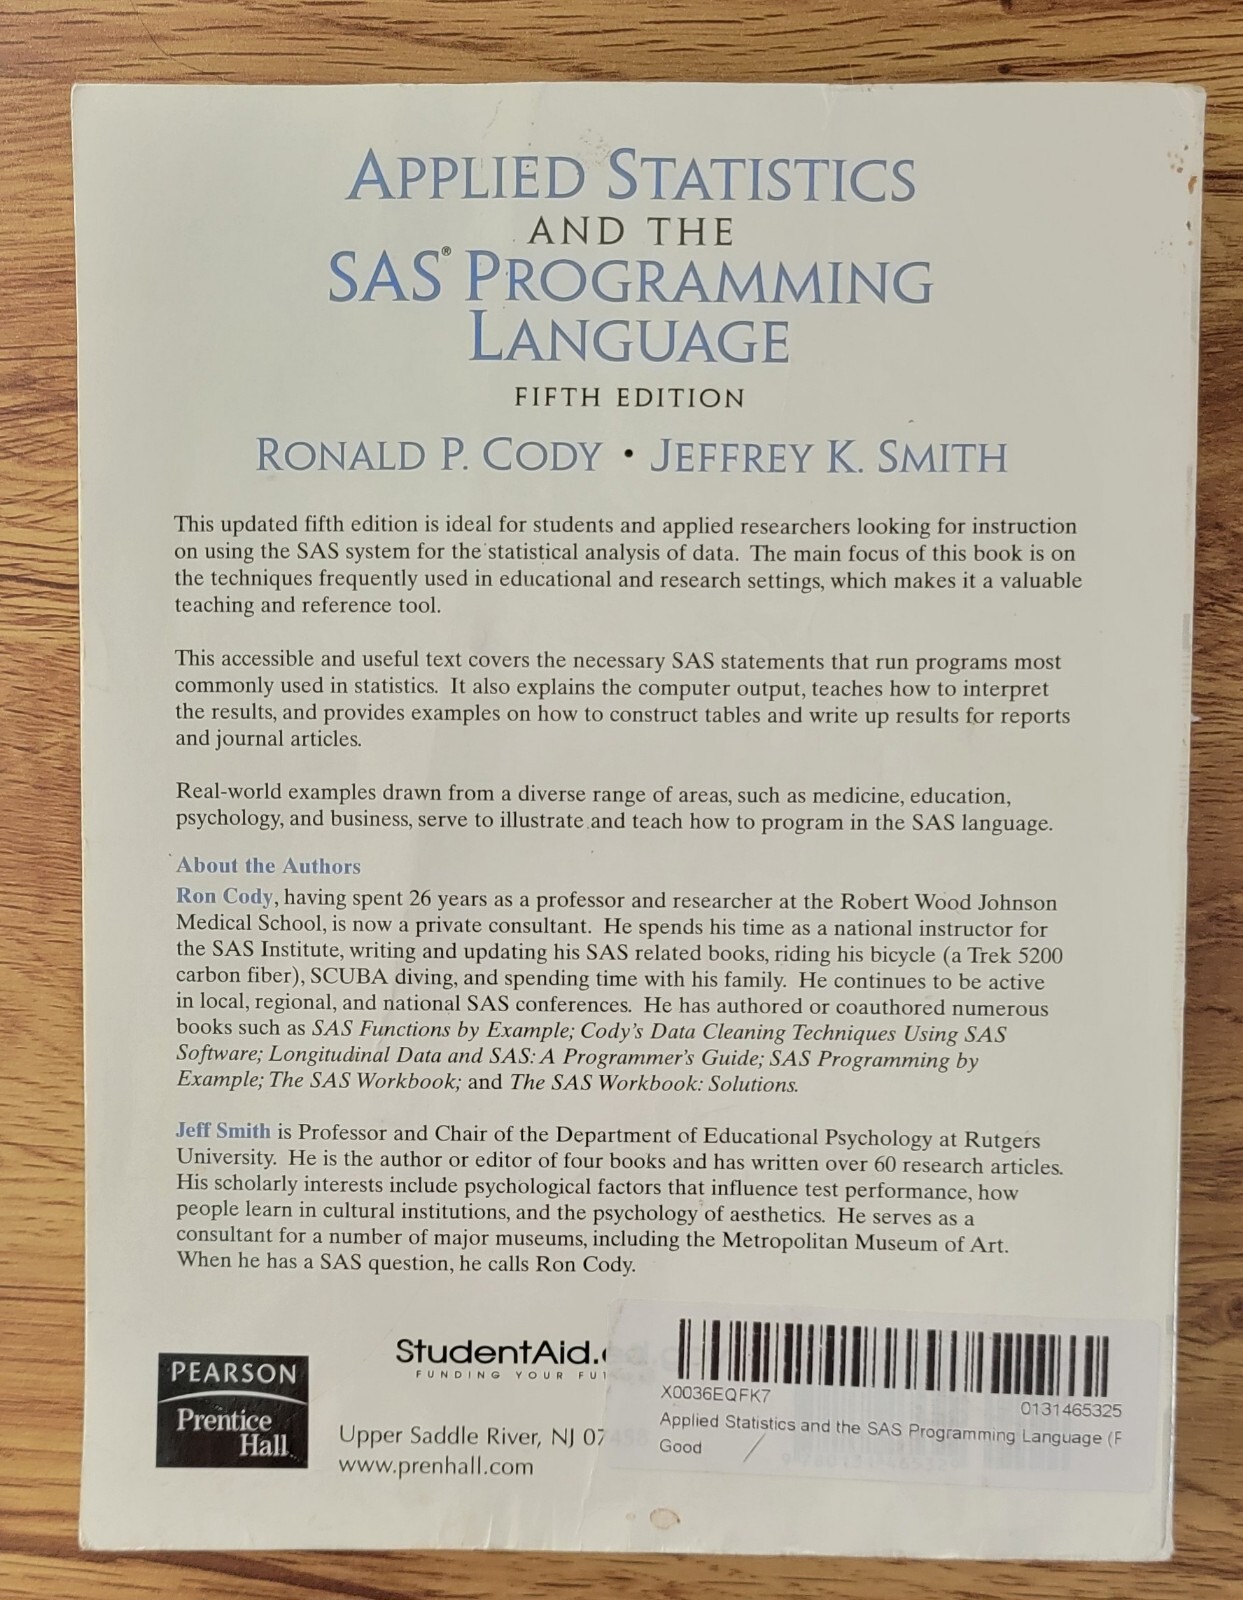 APPLIED STATISTICS
AND THE
SAS® PROGRAMMING
LANGUAGE
FIFTH EDITION
RONALD P. CODY • JEFFREY K. SMITH
This updated fifth edition is ideal for students and applied researchers looking for instruction
on using the SAS system for the statistical analysis of data. The main focus of this book is on
the techniques frequently used in educational and research settings, which makes it a valuable
teaching and reference tool.
This accessible and useful text covers the necessary SAS statements that run programs most
commonly used in statistics. It also explains the computer output, teaches how to interpret
the results, and provides examples on how to construct tables and write up results for reports
and journal articles.
Real-world examples drawn from a diverse range of areas, such as medicine, education,
psychology, and business, serve to illustrate and teach how to program in the SAS language.
About the Authors
Ron Cody, having spent 26 years as a professor and researcher at the Robert Wood Johnson
Medical School, is now a private consultant. He spends his time as a national instructor for
the SAS Institute, writing and updating his SAS related books, riding his bicycle (a Trek 5200
carbon fiber), SCUBA diving, and spending time with his family. He continues to be active
in local, regional, and national SAS conferences. He has authored or coauthored numerous
books such as SAS Functions by Example; Cody's Data Cleaning Techniques Using SAS
Software; Longitudinal Data and SAS: A Programmer's Guide; SAS Programming by
Example; The SAS Workbook; and The SAS Workbook: Solutions.
Jeff Smith is Professor and Chair of the Department of Educational Psychology at Rutgers
University. He is the author or editor of four books and has written over 60 research articles.
His scholarly interests include psychological factors that influence test performance, how
people learn in cultural institutions, and the psychology of aesthetics. He serves as a
consultant for a number of major museums, including the Metropolitan Museum of Art.
When he has a SAS question, he calls Ron Cody.
PEARSON
Prentice
Hall
StudentAid.
FUNDING YOUR FU
Upper Saddle River, NJ 07458
www.prenhall.com
X0036EQFK7
0131465325
Applied Statistics and the SAS Programming Language (F
Good